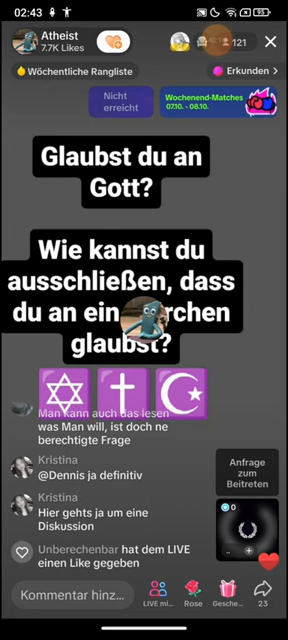 02:43
95
Atheist
7.7K Likes
121
Wöchentliche Rangliste
Erkunden >
Nicht
erreicht
Wochenend-Matches
07.10. - 08.10.
Glaubst du an
Gott?
Wie kannst du
ausschließen, dass
du an ein rchen
glaubst?
Man kann auch das lesen
was Man will, ist doch ne
berechtigte Frage
Kristina
@Dennis ja definitiv
Kristina
Hier gehts ja um eine
Diskussion
Unberechenbar hat dem LIVE
einen Like gegeben
Anfrage
zum
Beitreten
0
Kommentar hinz...
LIVE mi...
Rose
Gesche...
23